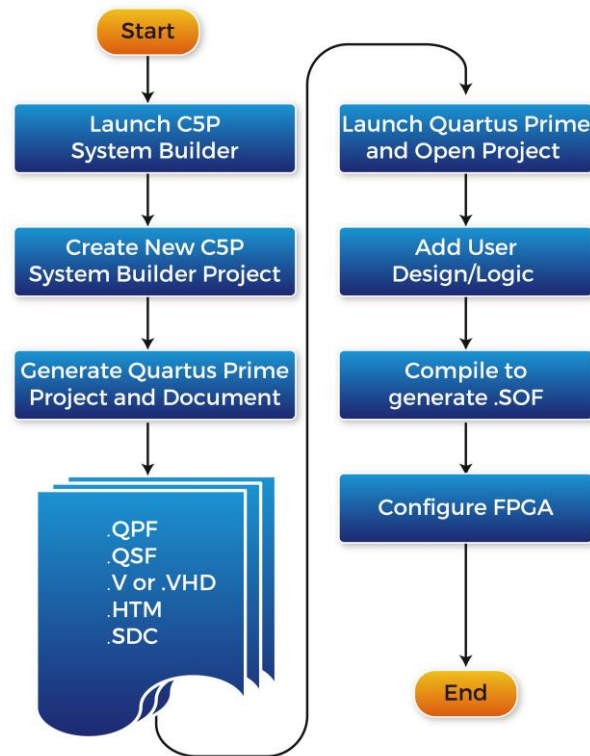 Start
Launch C5P
System Builder
Create New C5P
System Builder Project
Generate Quartus Prime
Project and Document
.QPF
.QSF
.V or .VHD
.HTM
.SDC
Launch Quartus Prime
and Open Project
Add User
Design/Logic
Compile to
generate .SOF
Configure FPGA
End